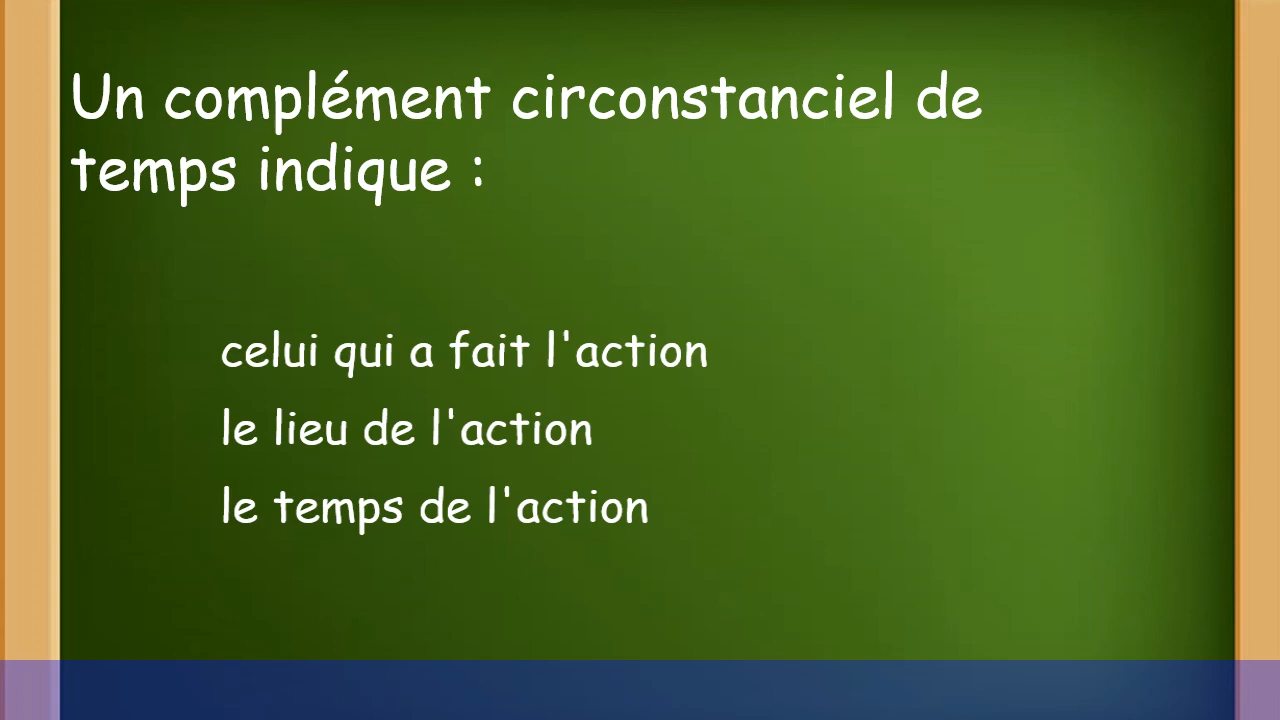 Un complément circonstanciel de
temps indique :
celui qui a fait l'action
le lieu de l'action
le temps de l'action